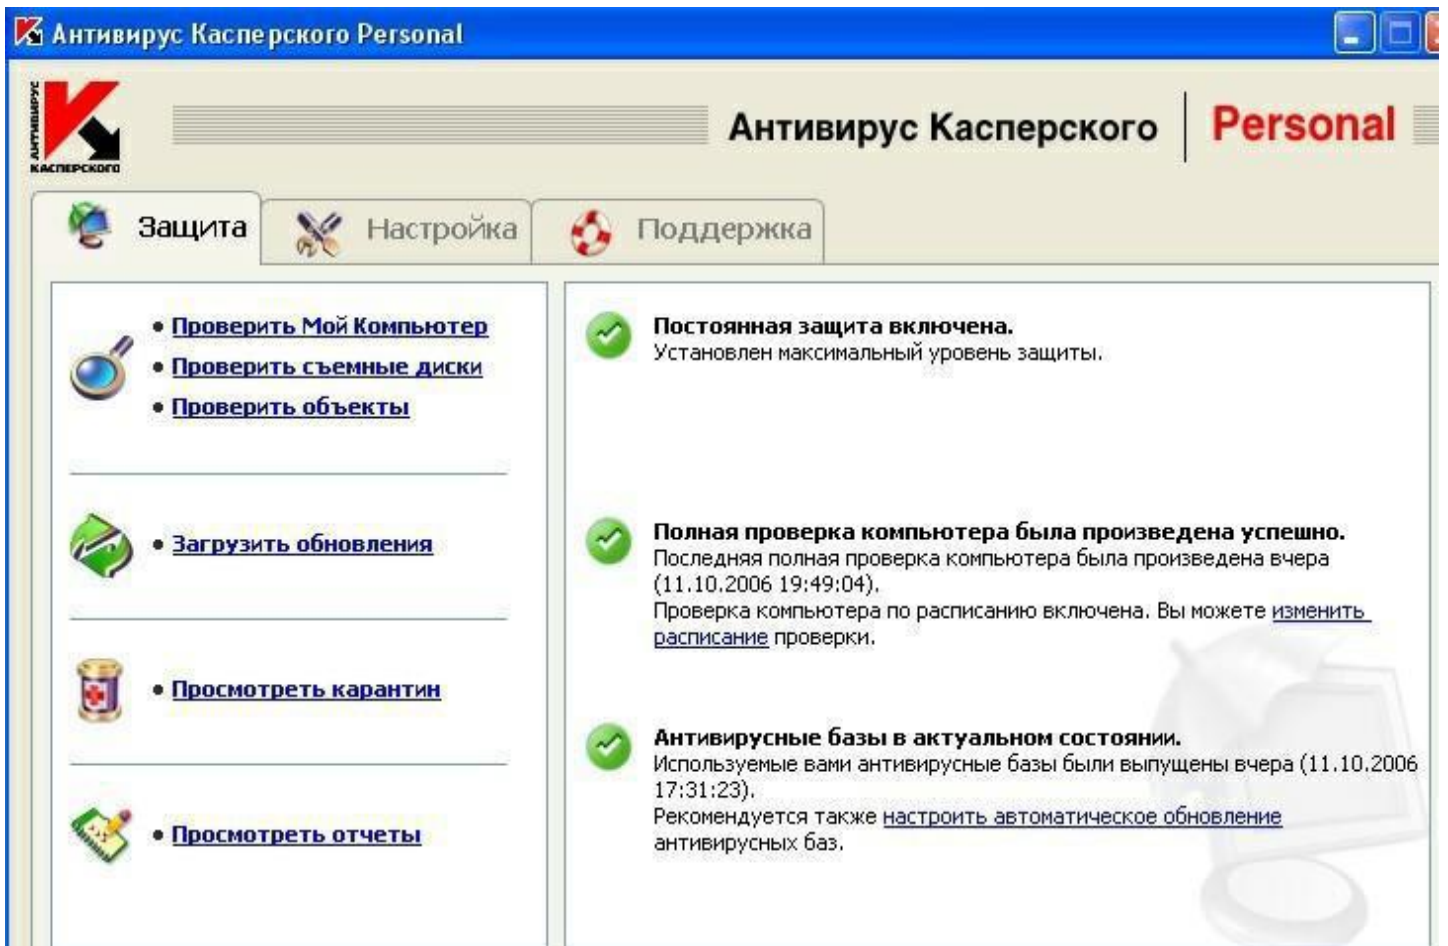 Антивирус Касперского Personal
АНТИВИРУС
КАСПЕРСКОГО
Антивирус Касперского Personal
Защита Настройка Поддержка
Проверить Мой Компьютер
Проверить съемные диски
Проверить объекты
Загрузить обновления
Просмотреть карантин
Просмотреть отчеты
Постоянная защита включена.
Установлен максимальный уровень защиты.
Полная проверка компьютера была произведена успешно.
Последняя полная проверка компьютера была произведена вчера
(11.10.2006 19:49:04).
Проверка компьютера по расписанию включена. Вы можете изменить
расписание проверки.
Антивирусные базы в актуальном состоянии.
Используемые вами антивирусные базы были выпущены вчера (11.10.2006
17:31:23).
Рекомендуется также настроить автоматическое обновление
антивирусных баз.